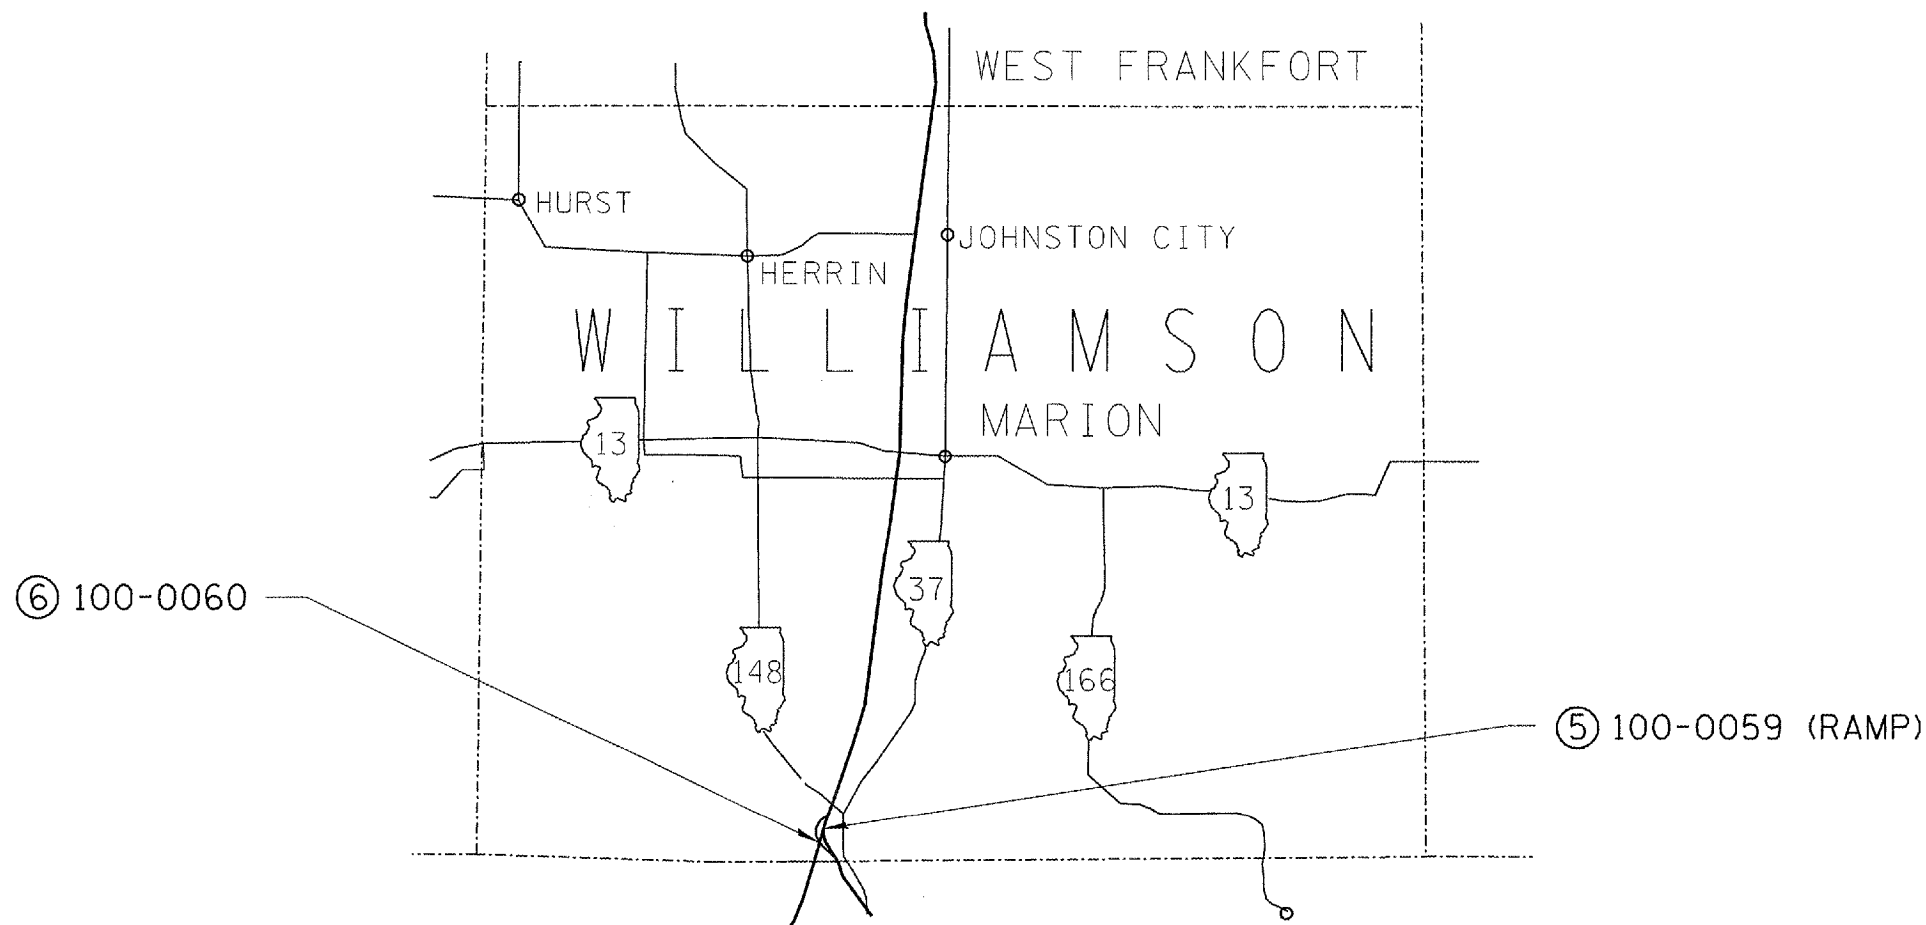 WEST FRANKFORT
HURST
JOHNSTON CITY
HERRIN
WILLIAMSON
MARION
13
13
37
⑥ 100-0060
148
166
⑤ 100-0059 (RAMP)